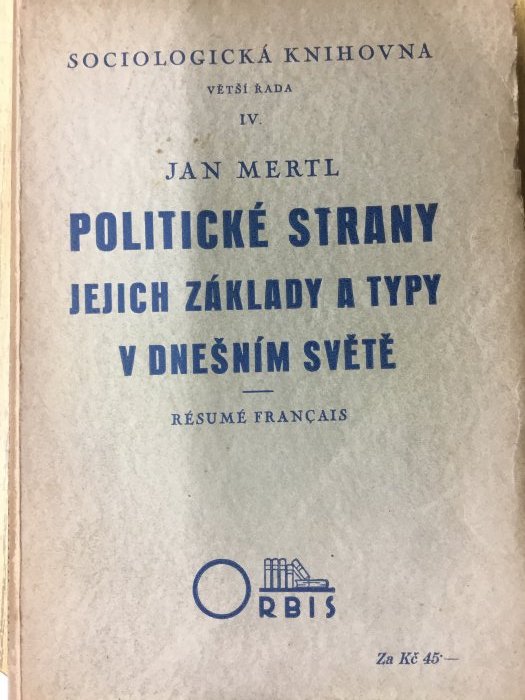 SOCIOLOGICKÁ KNIHOVNA
VĚTŠÍ ŘADA
IV.
JAN MERTL
POLITICKÉ STRANY
JEJICH ZÁKLADY A TYPY
V DNEŠNÍM SVĚTĚ
RÉSUMÉ FRANÇAIS
ORBIS
Za Kč 45·—